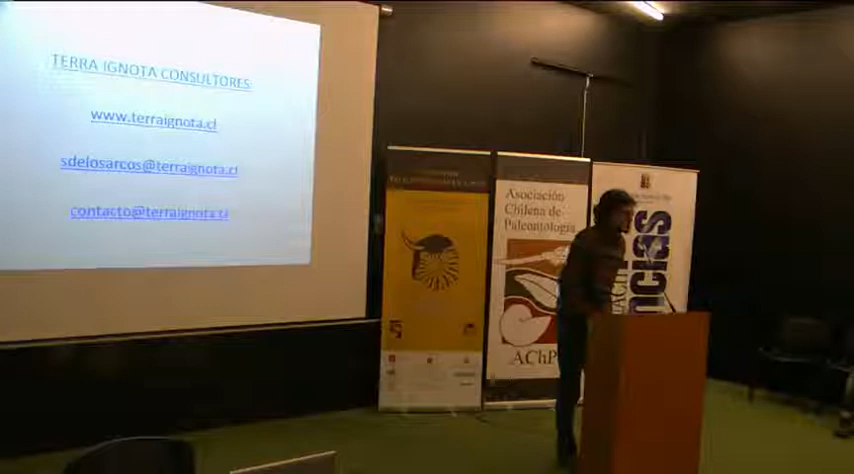 TERRA IGNOTA CONSULTORES
www.terraignota.cl
sdelosarcos@terraignota.cl
contacto@terraignota.cl
Asociación
Chilena de
Paleontología
AChP